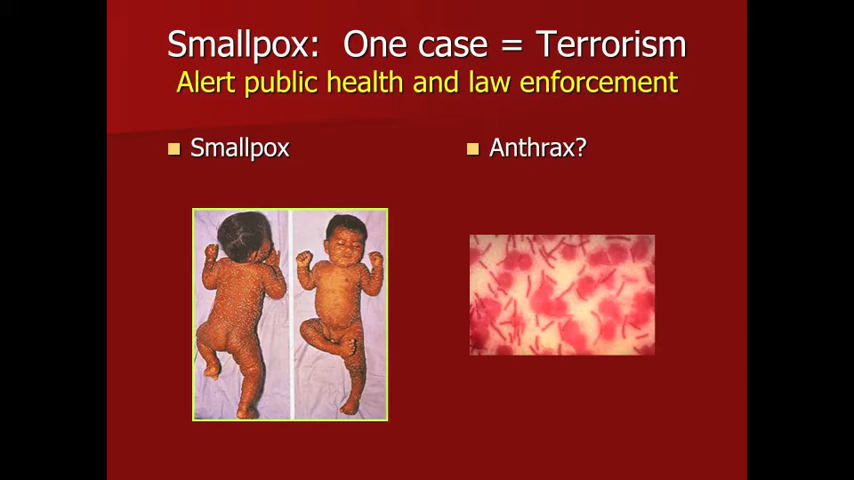 Smallpox: One case = Terrorism
Alert public health and law enforcement
Smallpox
Anthrax?